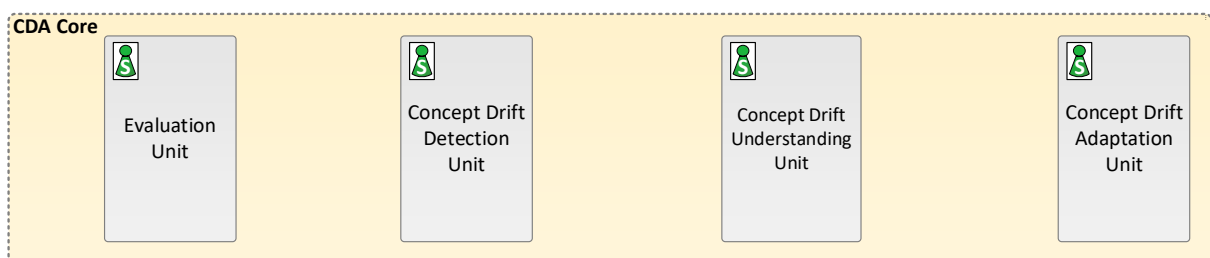 CDA Core
S
Evaluation
Unit
S
Concept Drift
Detection
Unit
S
Concept Drift
Understanding
Unit
S
Concept Drift
Adaptation
Unit